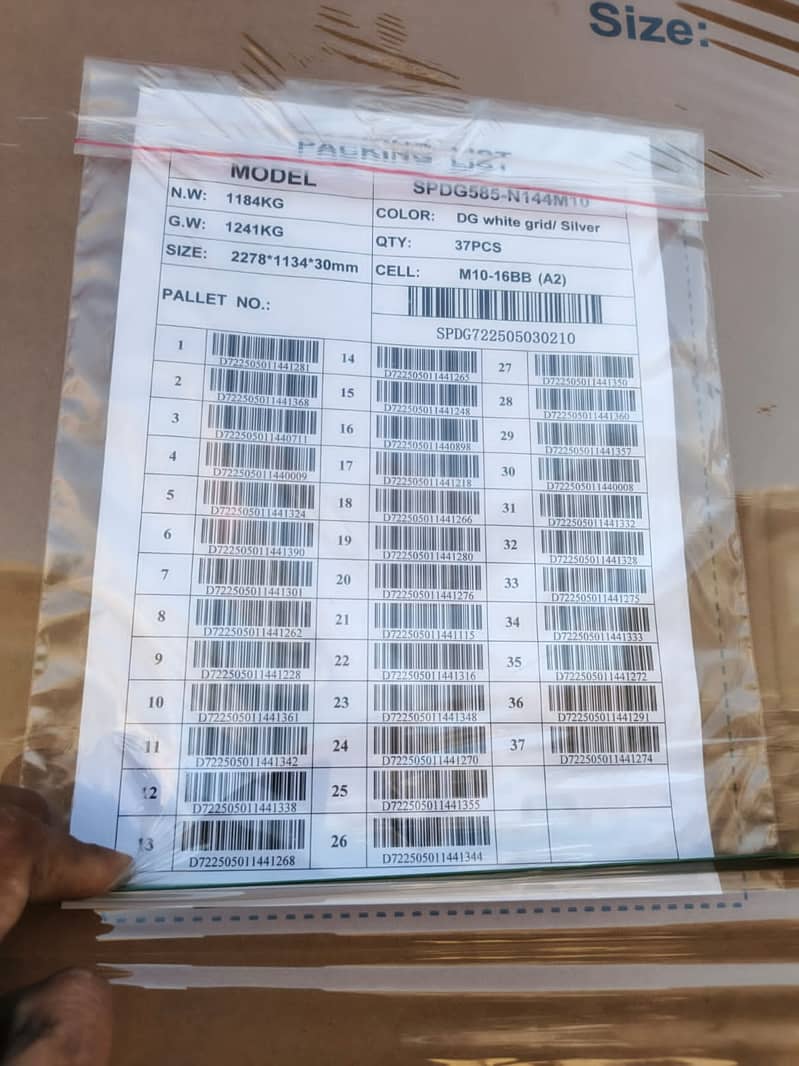 Size:
PACKING LIST
MODEL SPDG585-N144M10
N.W: 1184KG COLOR: DG white grid/ Silver
G.W: 1241KG QTY: 37PCS
SIZE: 2278*1134*30mm CELL: M10-16BB (A2)
PALLET NO.: SPDG722505030210
1 D722505011441281 14 D722505011441265 27 D722505011441350
2 D722505011441368 15 D722505011441248 28 D722505011441360
3 D722505011440711 16 D722505011440898 29 D722505011441357
4 D722505011440009 17 D722505011441218 30 D722505011440008
5 D722505011441324 18 D722505011441266 31 D722505011441332
6 D722505011441390 19 D722505011441280 32 D722505011441328
7 D722505011441301 20 D722505011441276 33 D722505011441275
8 D722505011441262 21 D722505011441115 34 D722505011441333
9 D722505011441228 22 D722505011441316 35 D722505011441272
10 D722505011441361 23 D722505011441348 36 D722505011441291
11 D722505011441342 24 D722505011441270 37 D722505011441274
12 D722505011441338 25 D722505011441355
13 D722505011441268 26 D722505011441344